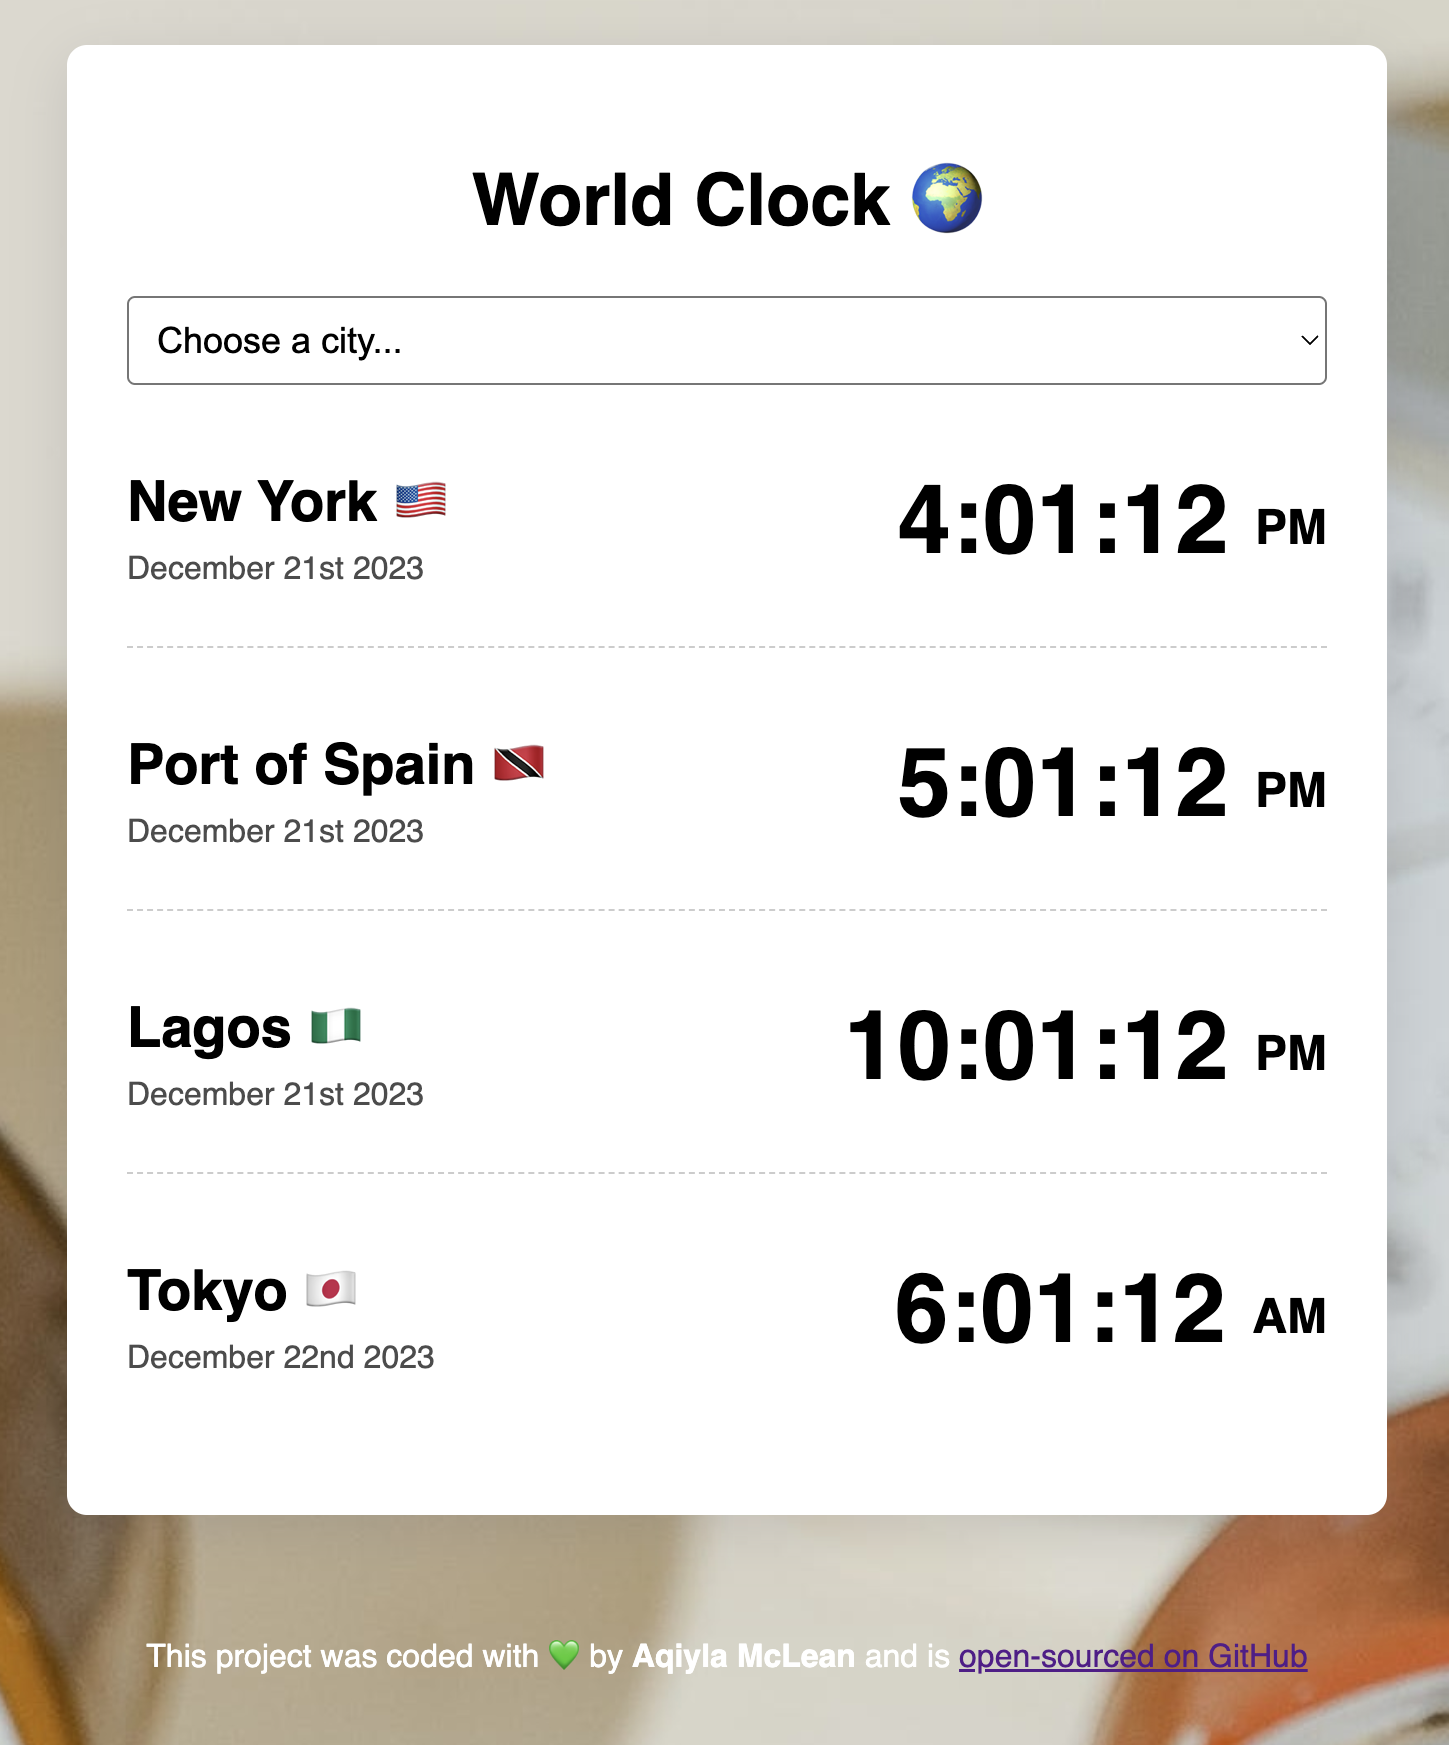 World Clock 🌍
Choose a city...
New York 🇺🇸
4:01:12 PM
December 21st 2023
Port of Spain 🇹🇹
5:01:12 PM
December 21st 2023
Lagos 🇳🇬
10:01:12 PM
December 21st 2023
Tokyo 🇯🇵
6:01:12 AM
December 22nd 2023
This project was coded with 💚 by Aqiyla McLean and is open-sourced on GitHub